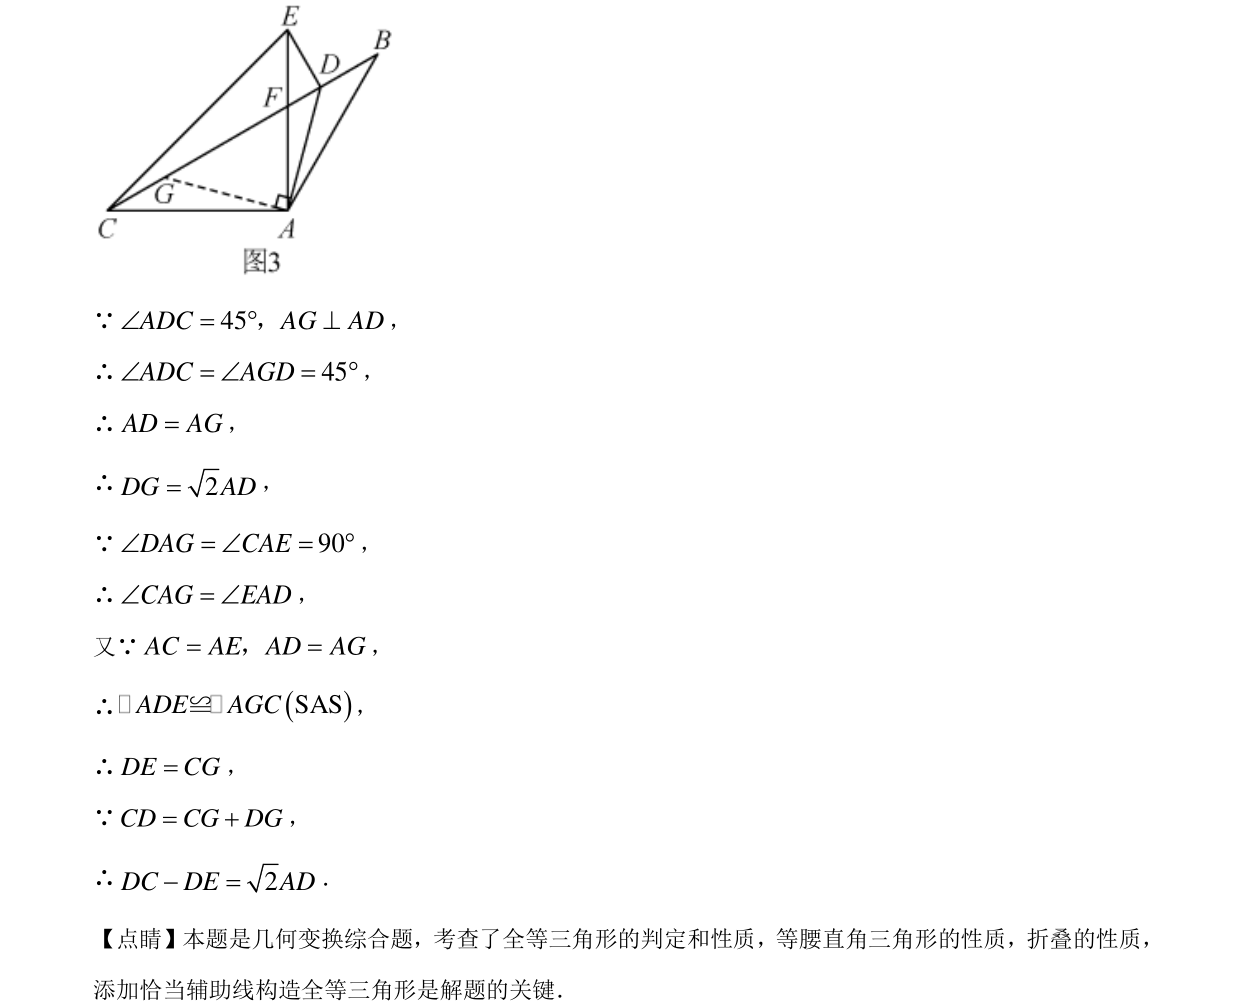 E
B
D
F
G
C
A
图3
∵ ∠ADC = 45°，AG ⊥ AD，
∴ ∠ADC = ∠AGD = 45°，
∴ AD = AG，
∴ DG = √2AD，
∵ ∠DAG = ∠CAE = 90°，
∴ ∠CAG = ∠EAD，
又∵ AC = AE，AD = AG，
∴ □ ADE≌□ AGC(SAS)，
∴ DE = CG，
∵ CD = CG + DG，
∴ DC − DE = √2AD．
【点睛】本题是几何变换综合题，考查了全等三角形的判定和性质，等腰直角三角形的性质，折叠的性质，
添加恰当辅助线构造全等三角形是解题的关键．